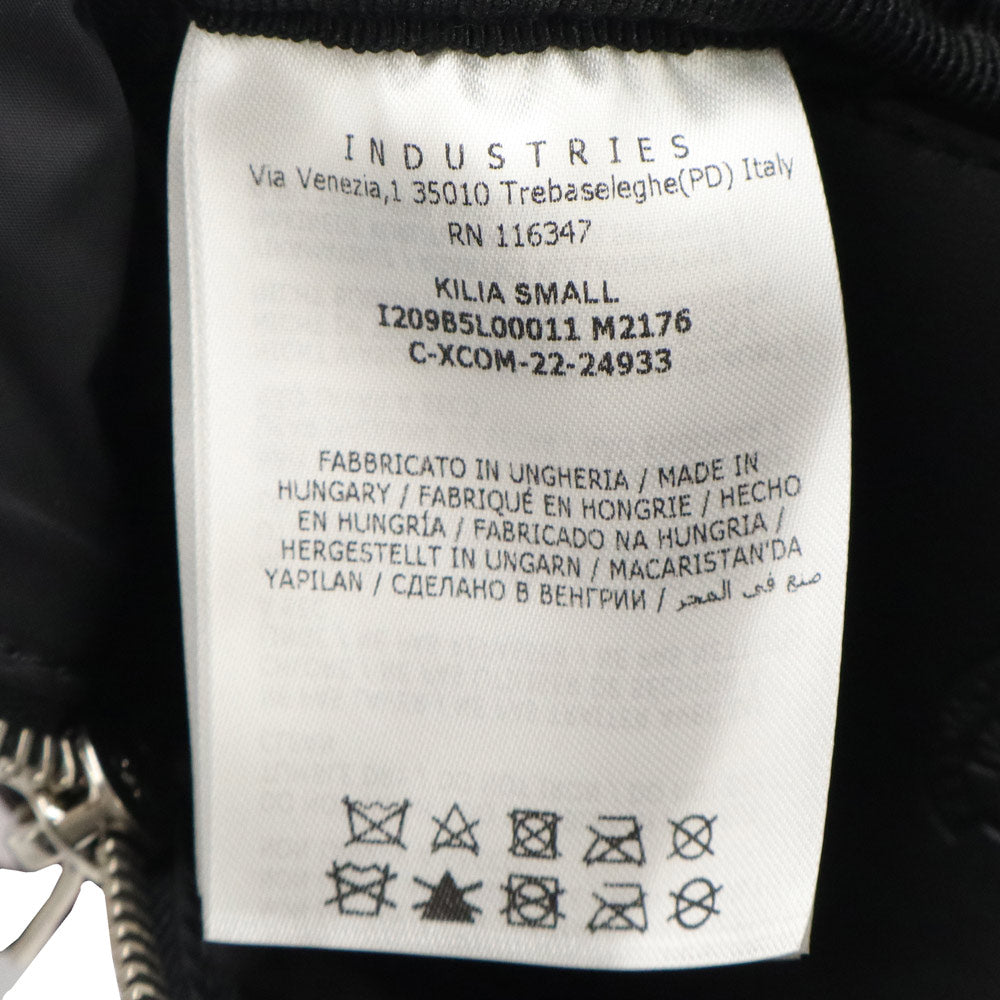 INDUSTRIES
Via Venezia,1 35010 Trebaseleghe(PD) Italy
RN 116347
KILIA SMALL
I209B5L00011 M2176
C-XCOM-22-24933
FABBRICATO IN UNGHERIA / MADE IN
HUNGARY / FABRIQUÉ EN HONGRIE / HECHO
EN HUNGRÍA / FABRICADO NA HUNGRIA /
HERGESTELLT IN UNGARN / MACARISTAN'DA
YAPILAN / СДЕЛАНО В ВЕНГРИИ / صنع في المجر